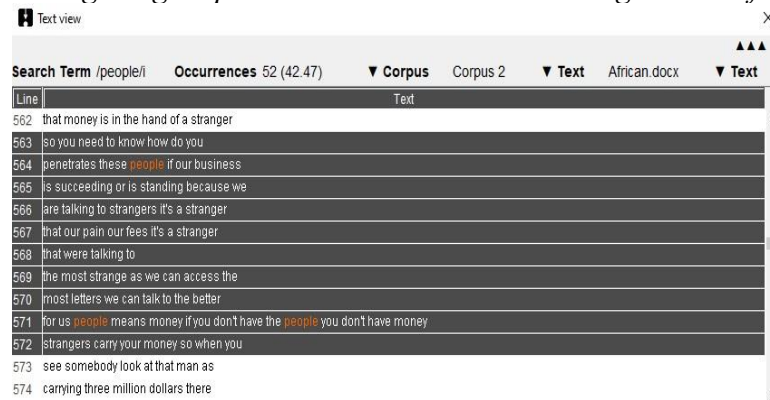 Text view X
▲▲▲
Search Term /people/i Occurrences 52 (42.47) ▼ Corpus Corpus 2 ▼ Text African.docx ▼ Text
Line Text
562 that money is in the hand of a stranger
563 so you need to know how do you
564 penetrates these people if our business
565 is succeeding or is standing because we
566 are talking to strangers it's a stranger
567 that our pain our fees it's a stranger
568 that were talking to
569 the most strange as we can access the
570 most letters we can talk to the better
571 for us people means money if you don't have the people you don't have money
572 strangers carry your money so when you
573 see somebody look at that man as
574 carrying three million dollars there